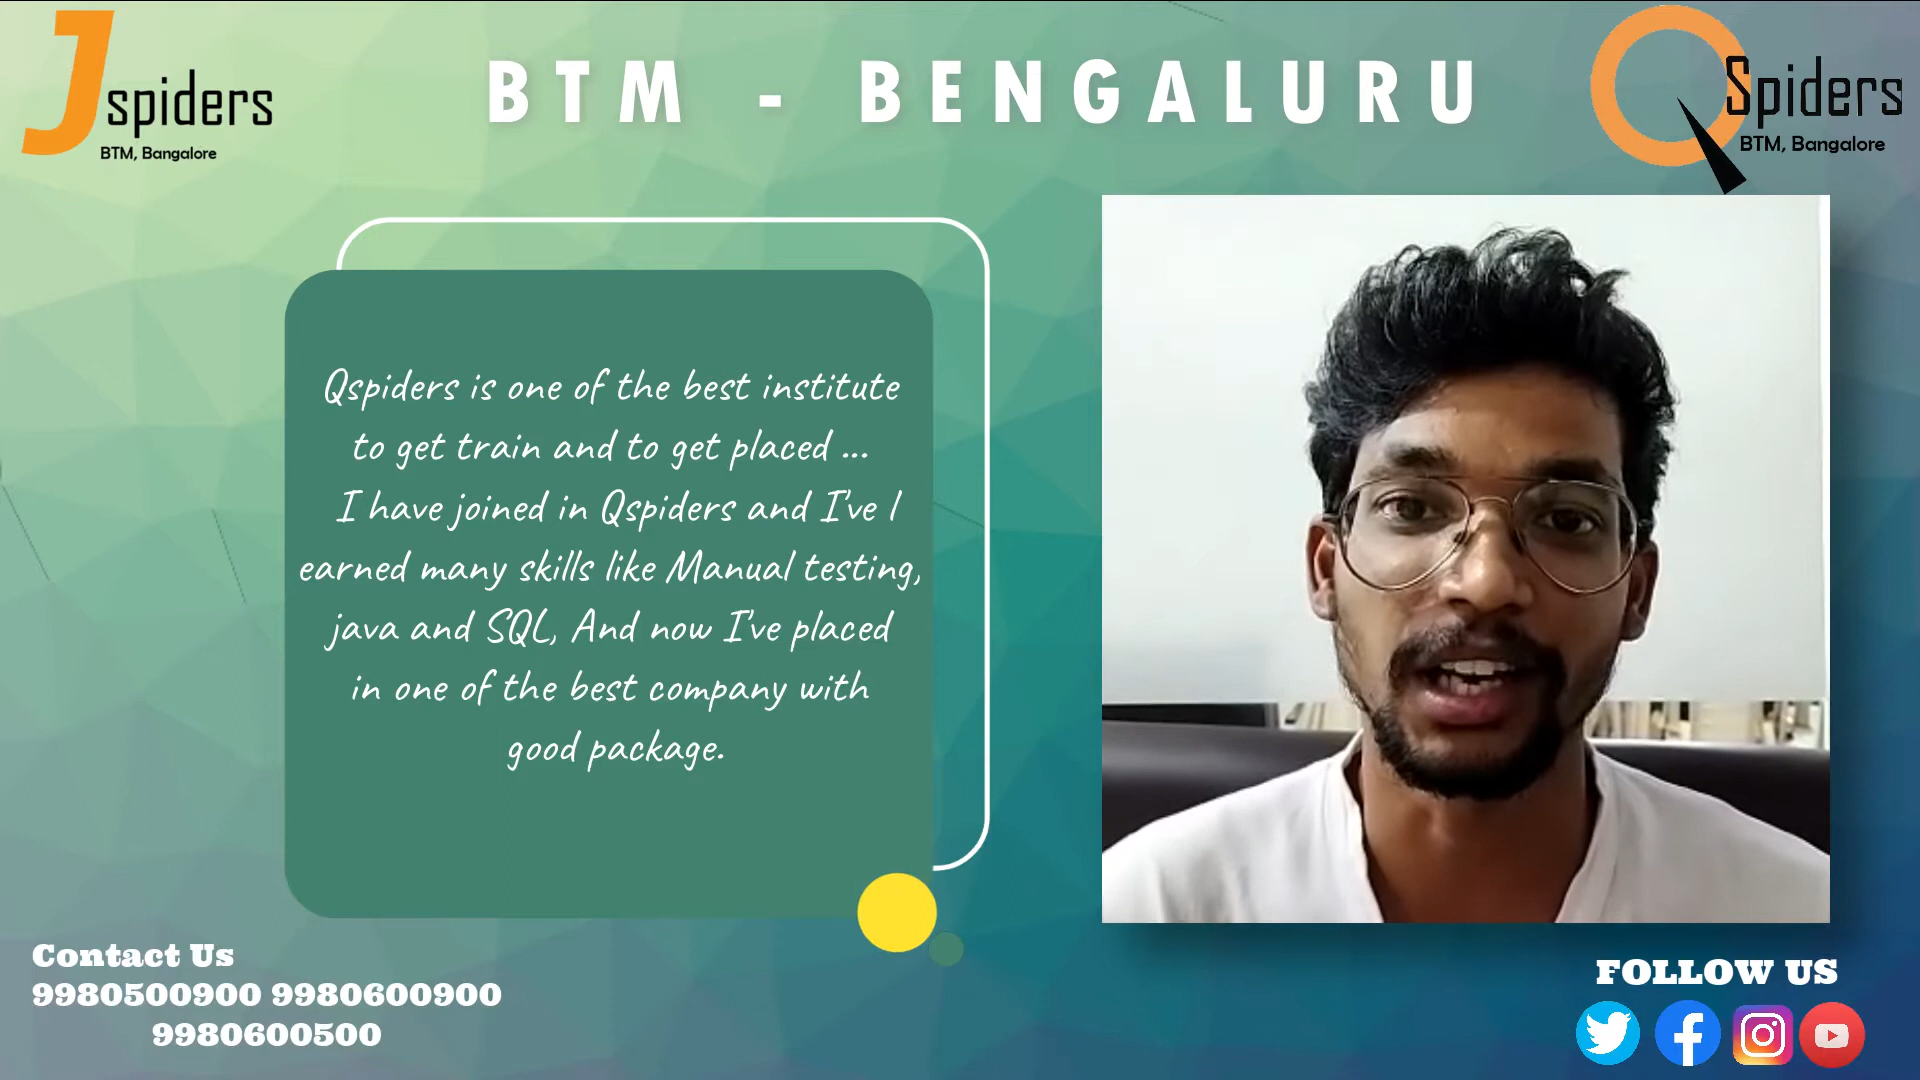 Jspiders
BTM, Bangalore
BTM - BENGALURU
QSpiders
BTM, Bangalore
Qspiders is one of the best institute
to get train and to get placed ...
I have joined in Qspiders and I've l
earned many skills like Manual testing,
java and SQL, And now I've placed
in one of the best company with
good package.
Contact Us
9980500900 9980600900
9980600500
FOLLOW US